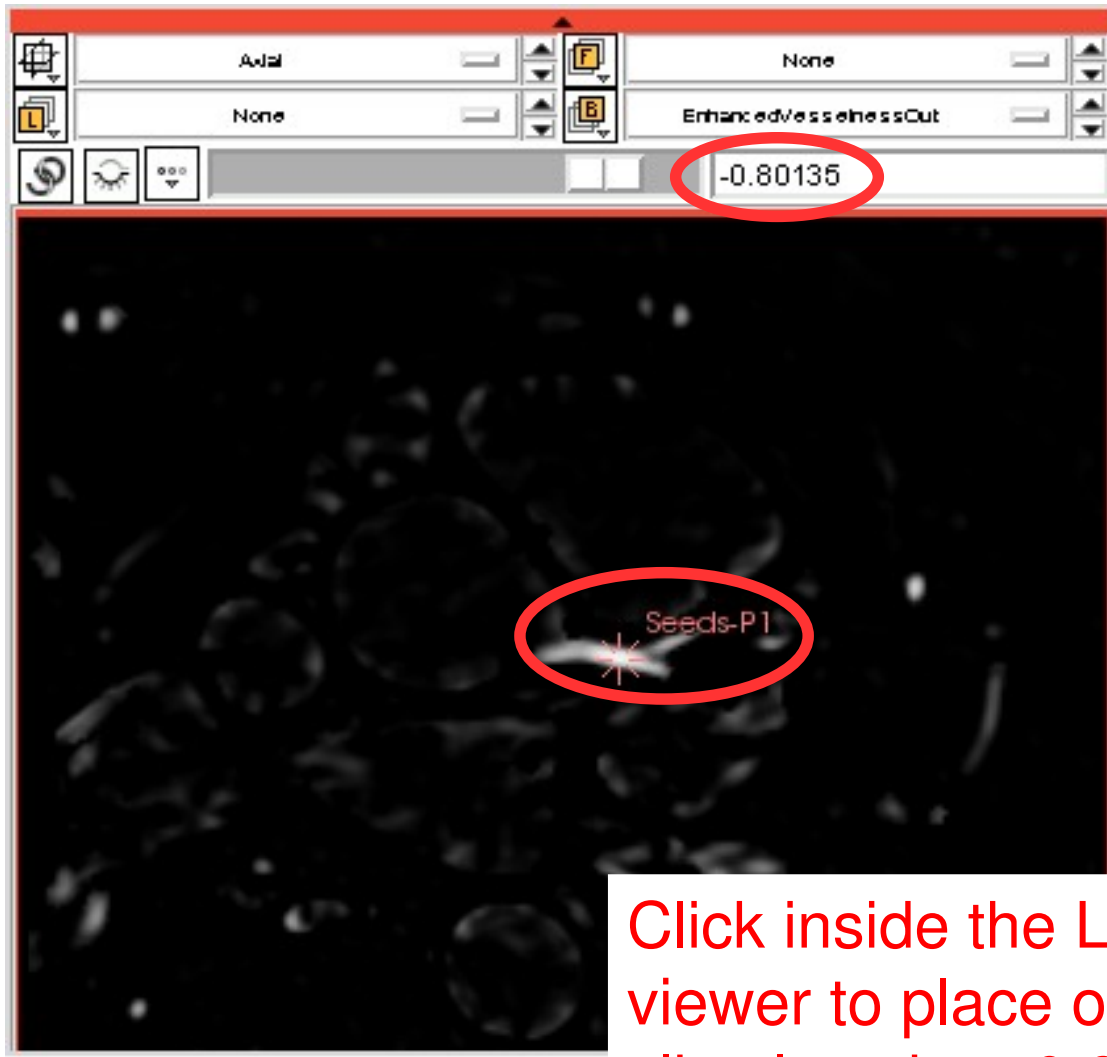 Axial
F
None
L
None
B
EnhancedVesselnessOut
-0.80135
Seeds-P1
Click inside the L
viewer to place o